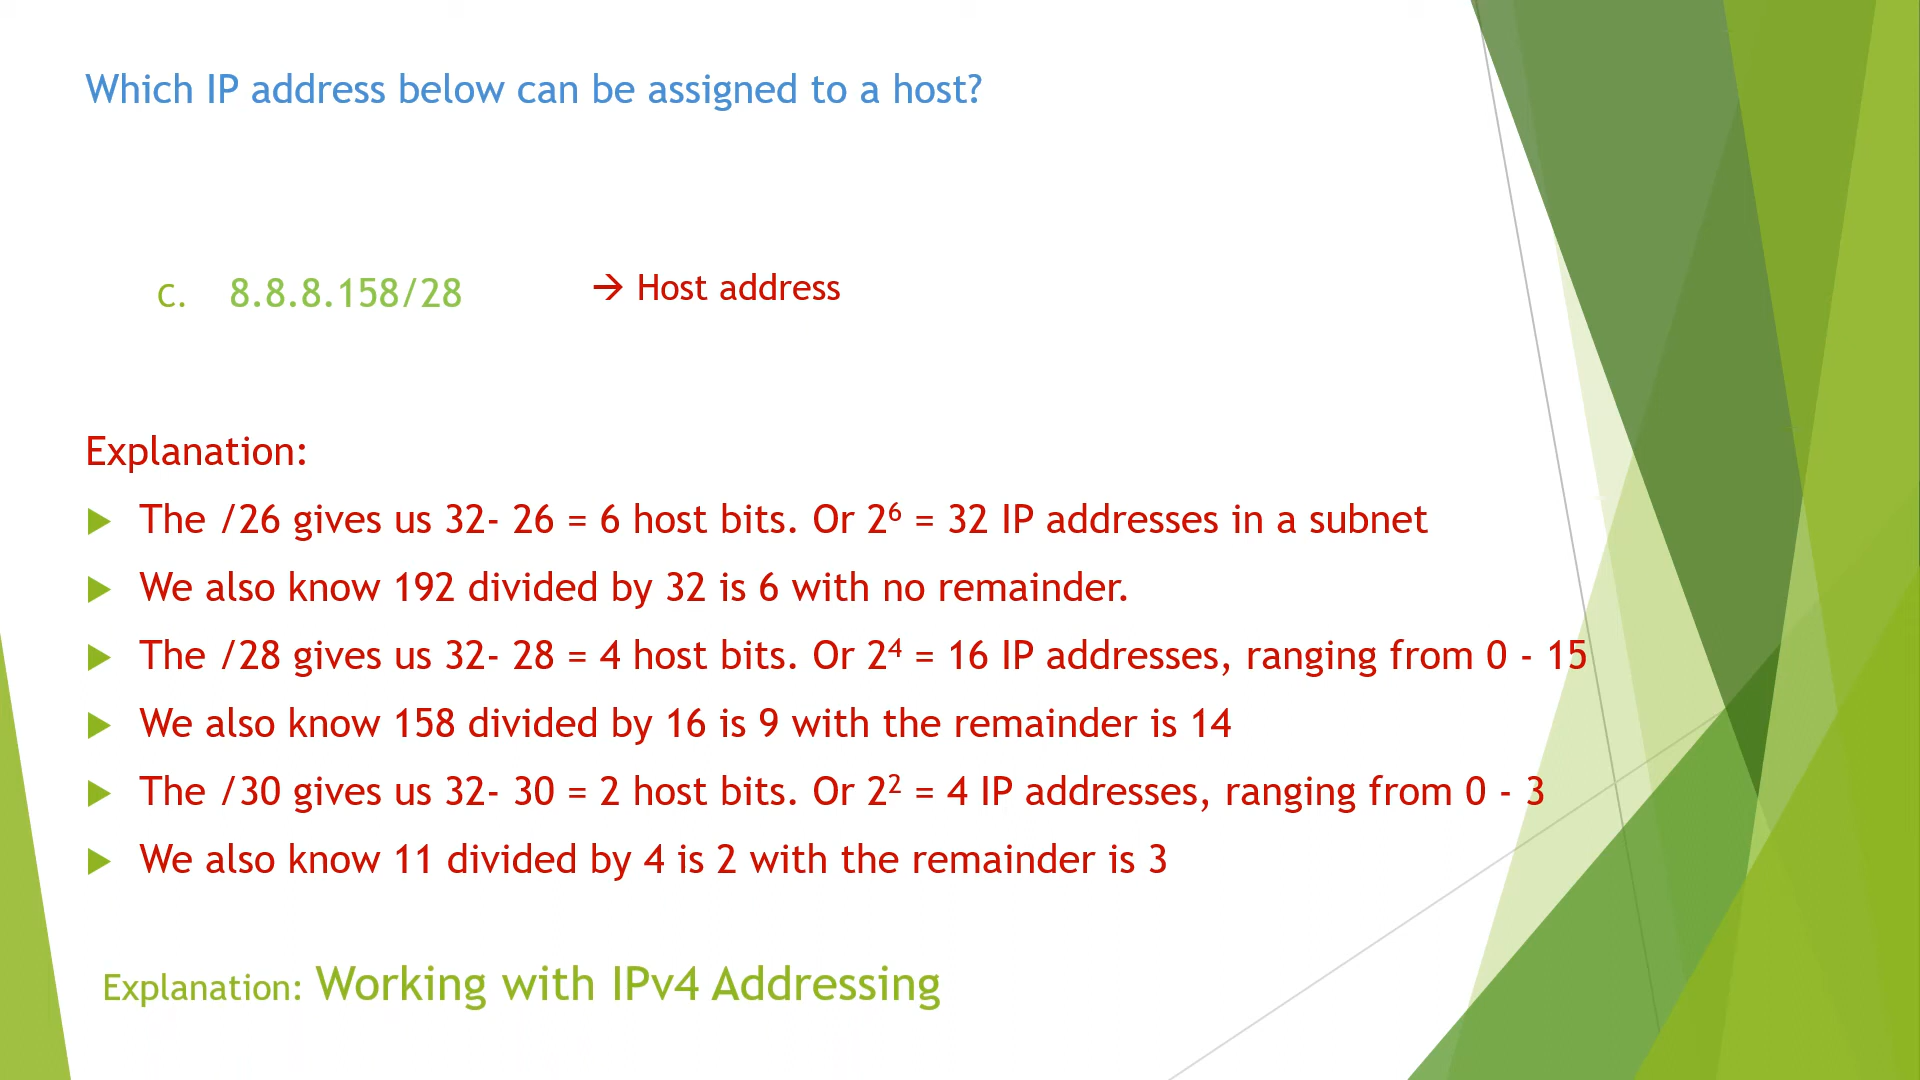 Which IP address below can be assigned to a host?
c. 8.8.8.158/28 → Host address
Explanation:
The /26 gives us 32- 26 = 6 host bits. Or 2⁶ = 32 IP addresses in a subnet
We also know 192 divided by 32 is 6 with no remainder.
The /28 gives us 32- 28 = 4 host bits. Or 2⁴ = 16 IP addresses, ranging from 0 - 15
We also know 158 divided by 16 is 9 with the remainder is 14
The /30 gives us 32- 30 = 2 host bits. Or 2² = 4 IP addresses, ranging from 0 - 3
We also know 11 divided by 4 is 2 with the remainder is 3
Explanation: Working with IPv4 Addressing